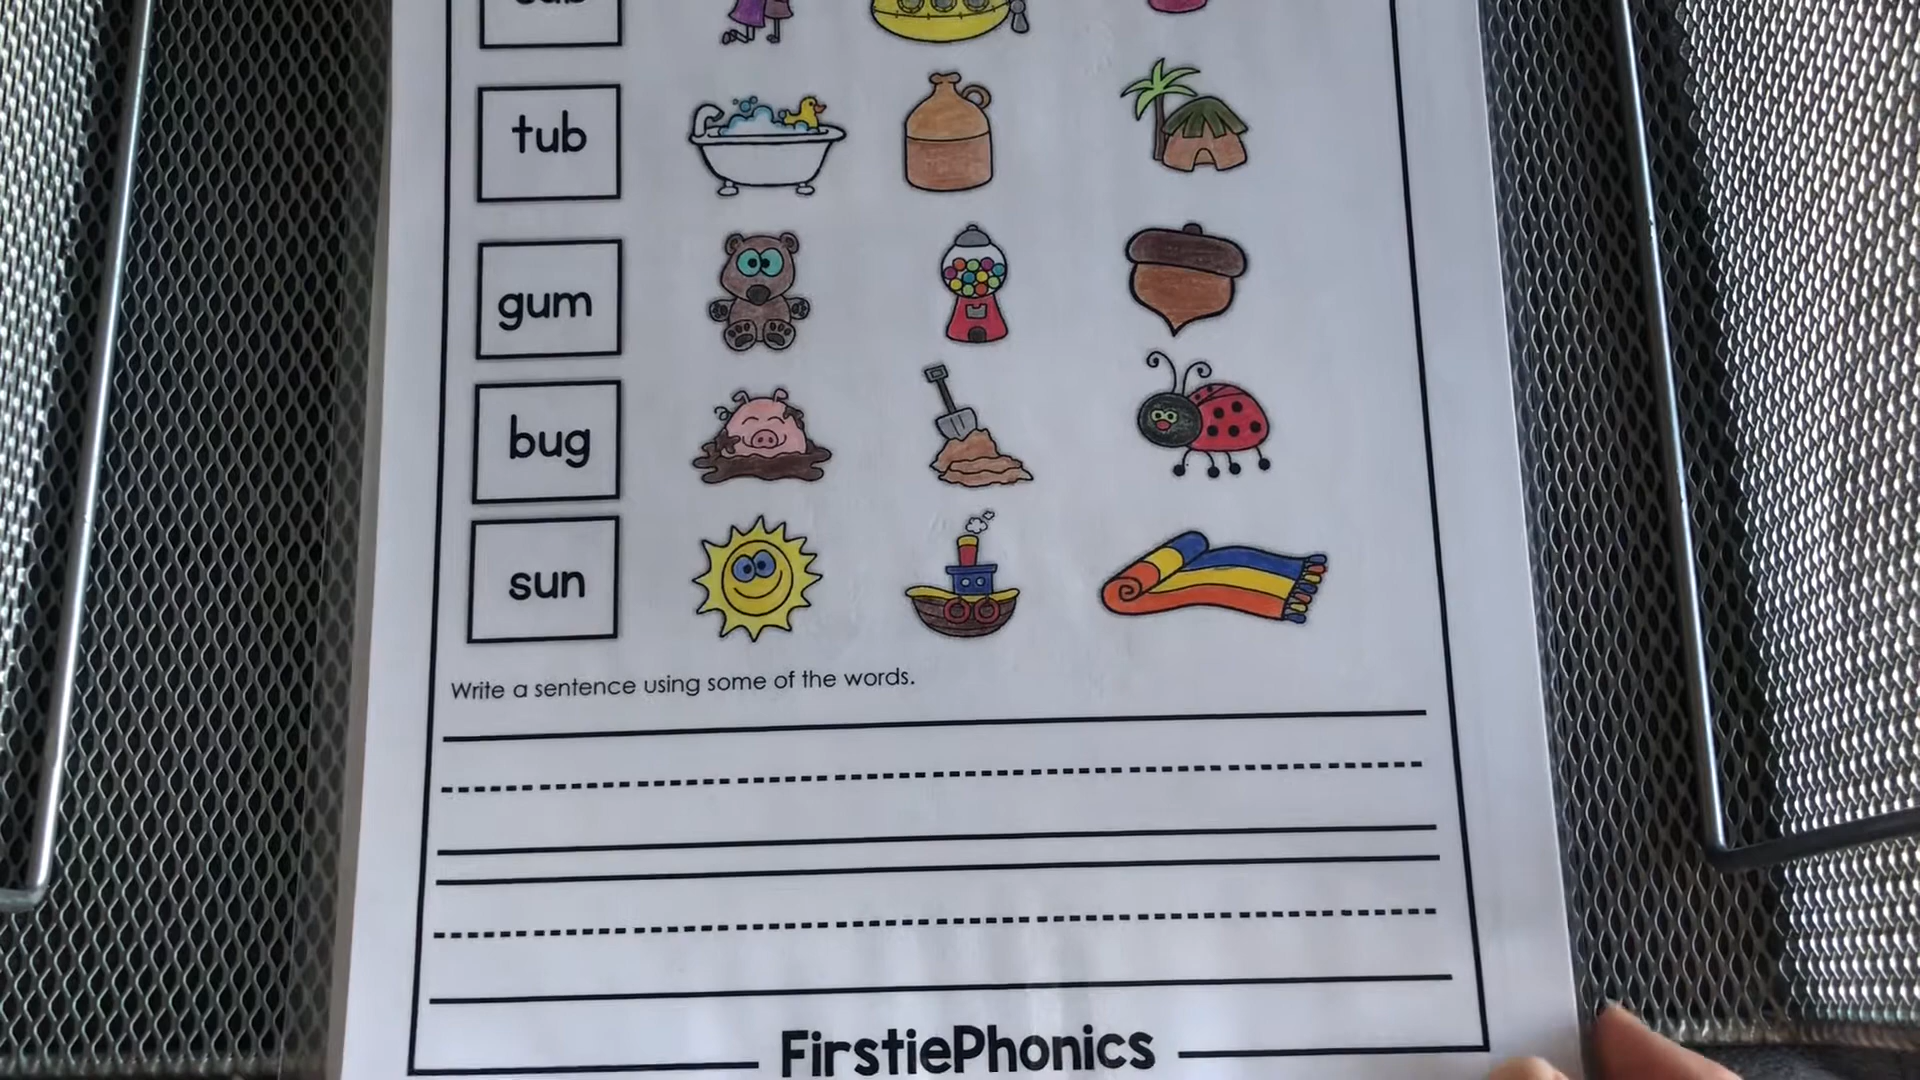 tub
gum
bug
sun
Write a sentence using some of the words.
FirstiePhonics